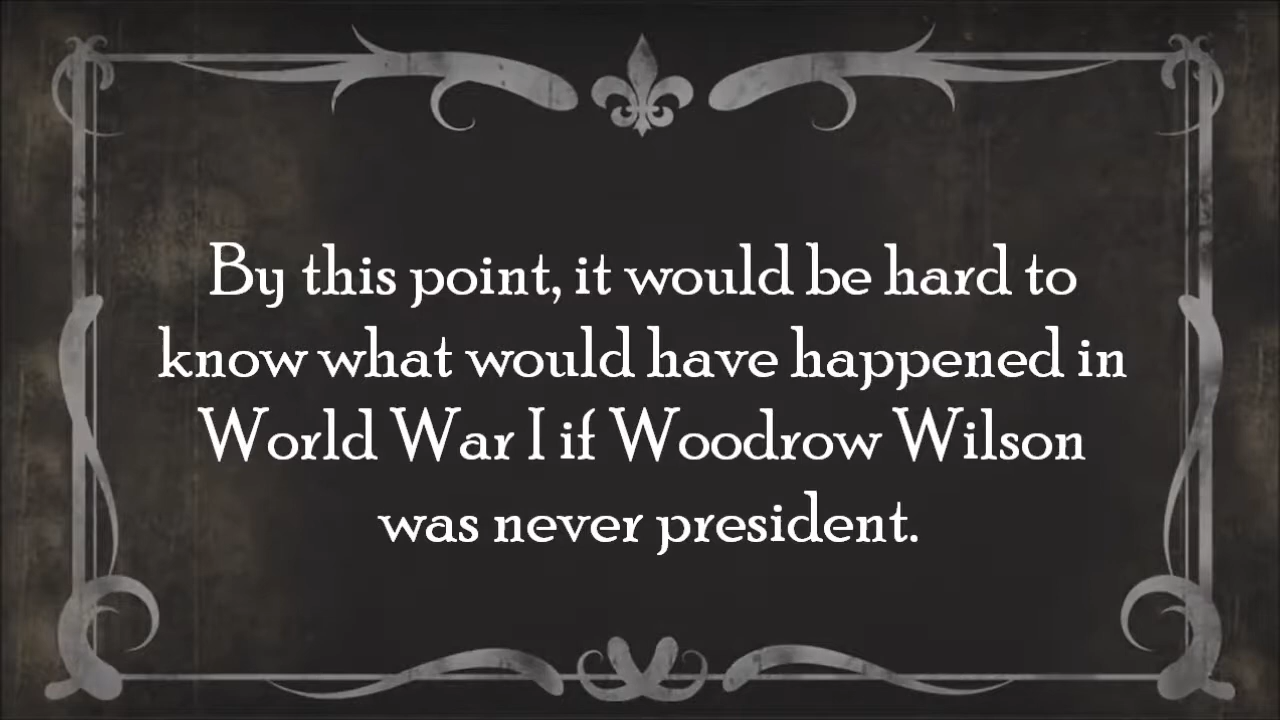 By this point, it would be hard to
know what would have happened in
World War I if Woodrow Wilson
was never president.